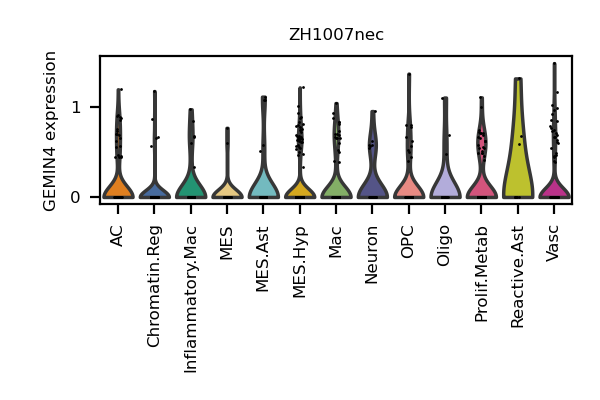 ZH1007nec
GEMIN4 expression
1
0
AC
Chromatin.Reg
Inflammatory.Mac
MES
MES.Ast
MES.Hyp
Mac
Neuron
OPC
Oligo
Prolif.Metab
Reactive.Ast
Vasc